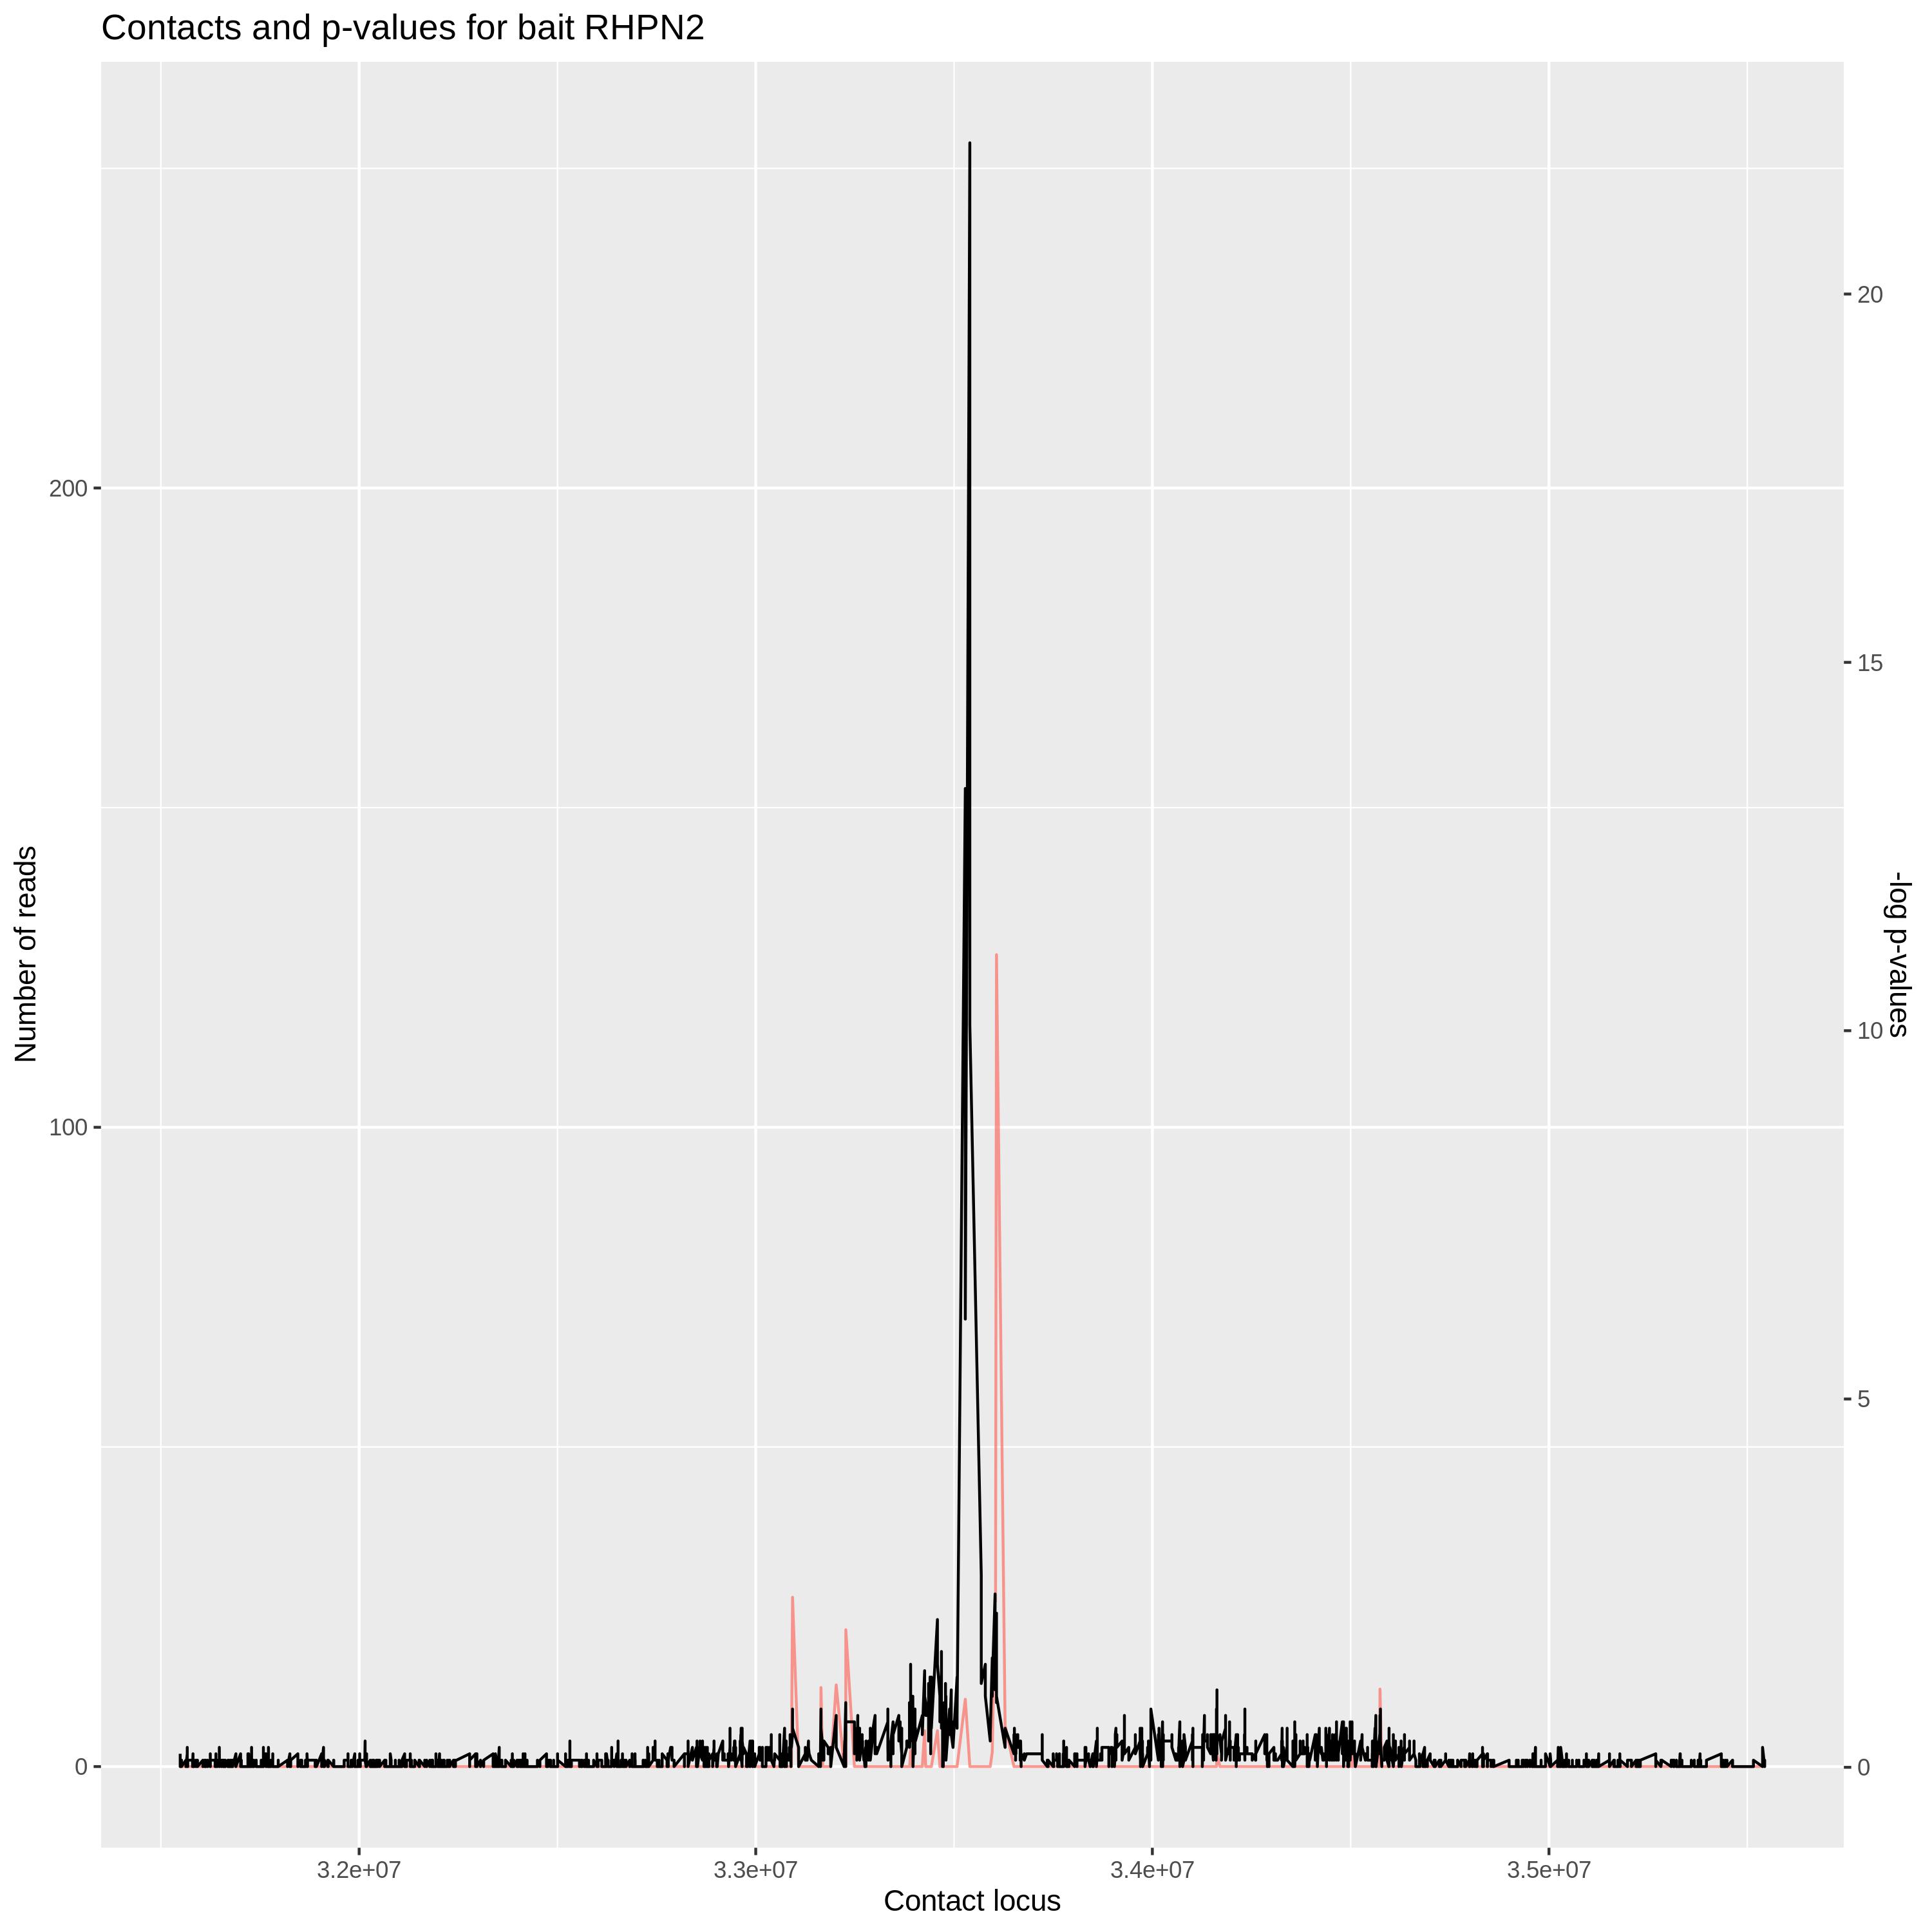 Contacts and p-values for bait RHPN2
Number of reads
200
100
0
20
15
10
5
0
-log p-values
3.2e+07
3.3e+07
3.4e+07
3.5e+07
Contact locus